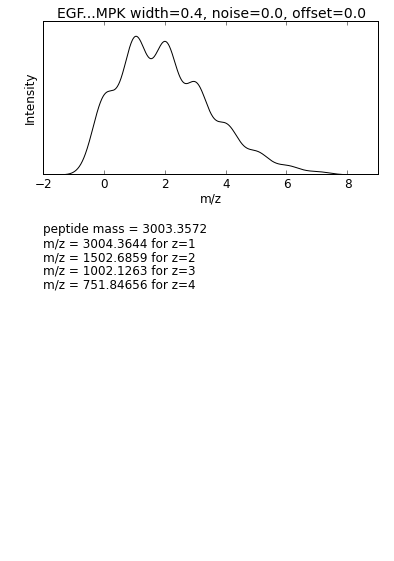 EGF...MPK width=0.4, noise=0.0, offset=0.0
Intensity
−2 0 2 4 6 8
m/z
peptide mass = 3003.3572
m/z = 3004.3644 for z=1
m/z = 1502.6859 for z=2
m/z = 1002.1263 for z=3
m/z = 751.84656 for z=4